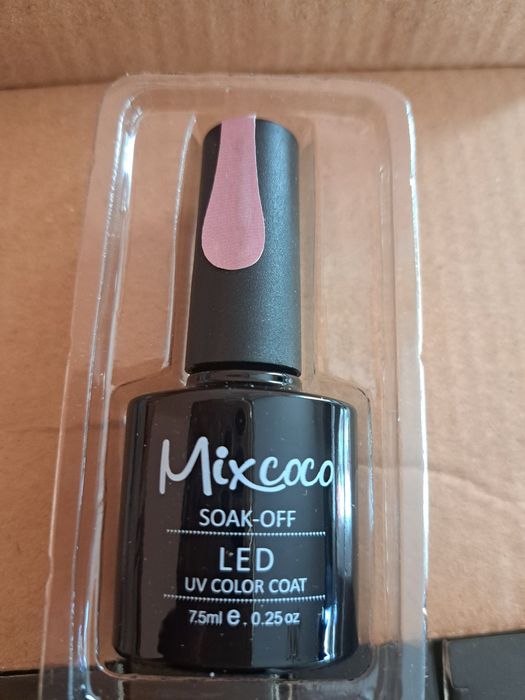 Mixcoco
SOAK-OFF
LED
UV COLOR COAT
7.5ml e. 0.25 oz